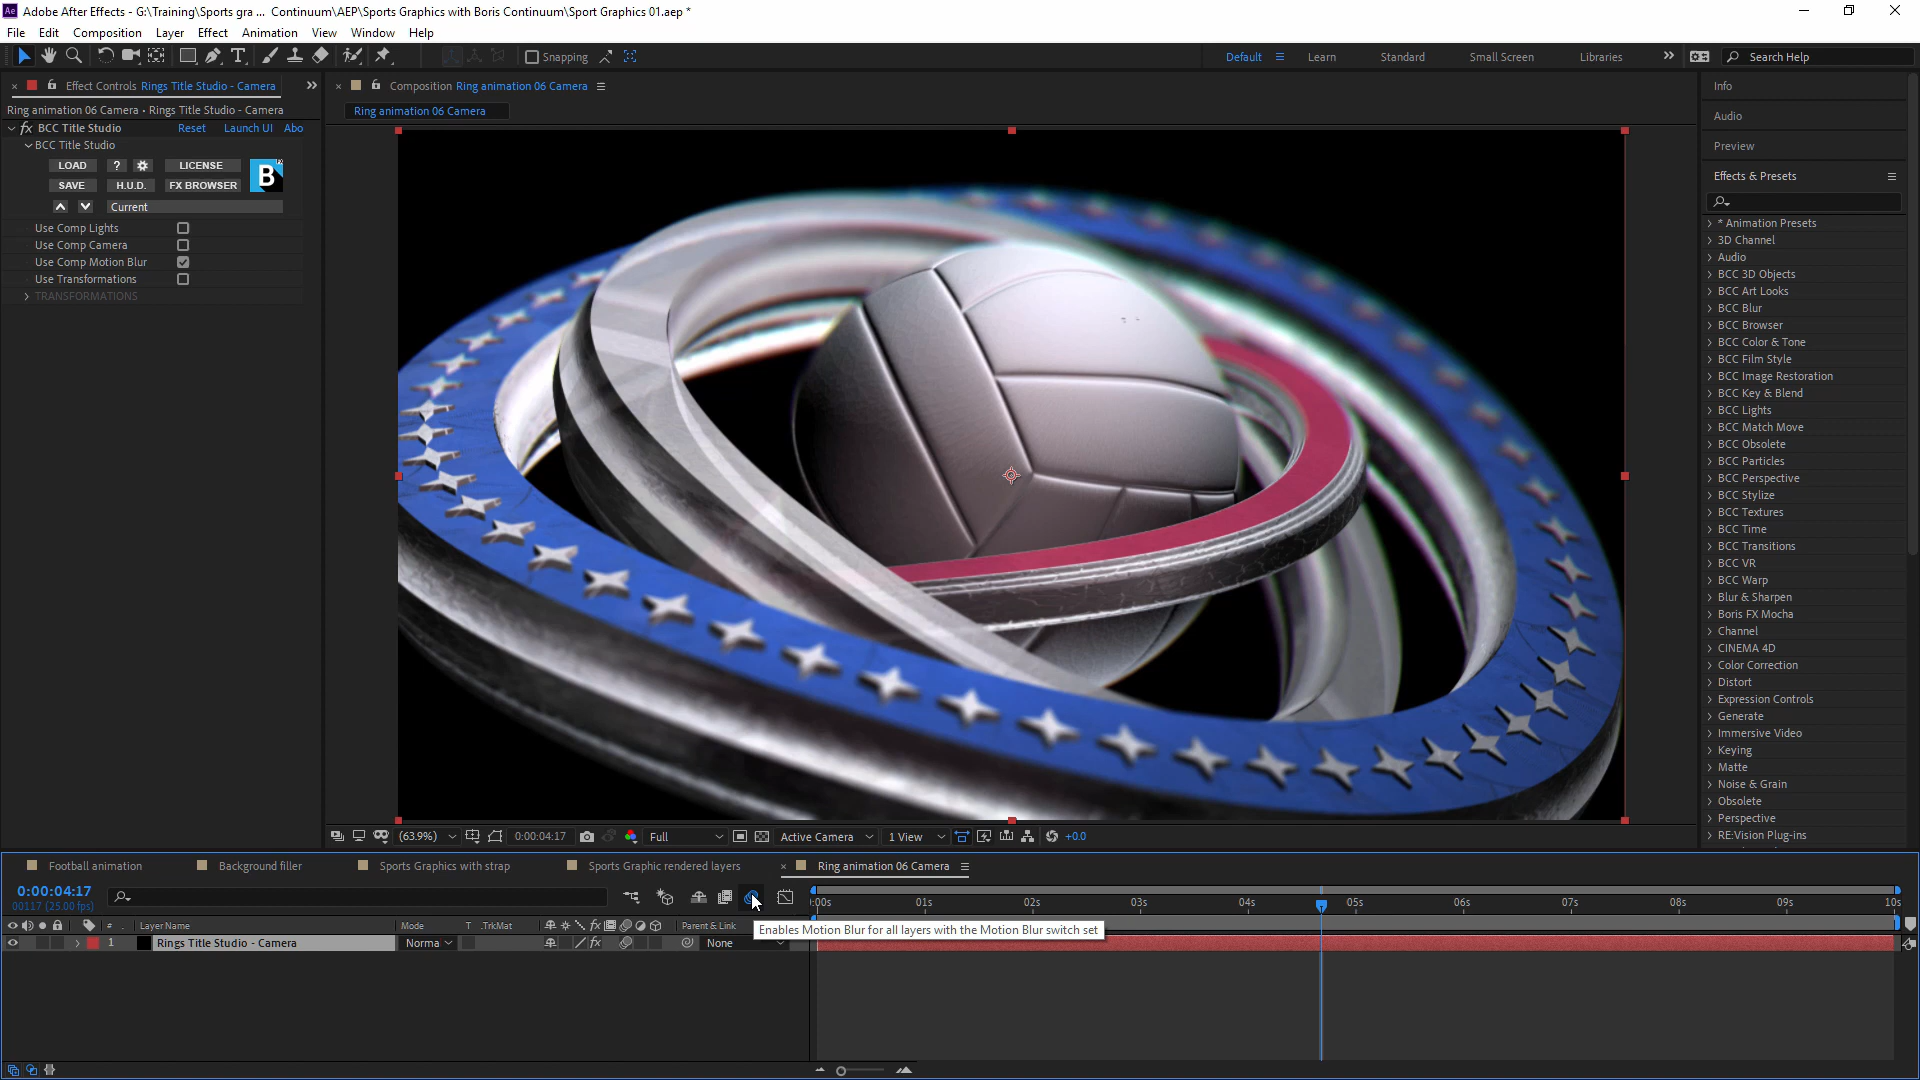 Ae Adobe After Effects - G:\Training\Sports gra ... Continuum\AEP\Sports Graphics with Boris Continuum\Sport Graphics 01.aep *
File Edit Composition Layer Effect Animation View Window Help
Snapping
Default Learn Standard Small Screen Libraries Search Help
Effect Controls Rings Title Studio - Camera
Ring animation 06 Camera • Rings Title Studio - Camera
fx BCC Title Studio Reset Launch UI Abo
BCC Title Studio
LOAD ? LICENSE
SAVE H.U.D. FX BROWSER
B
Current
Use Comp Lights
Use Comp Camera
Use Comp Motion Blur
Use Transformations
TRANSFORMATIONS
Composition Ring animation 06 Camera
Ring animation 06 Camera
(63.9%) 0:00:04:17 Full Active Camera 1 View +0.0
Info
Audio
Preview
Effects & Presets
* Animation Presets
3D Channel
Audio
BCC 3D Objects
BCC Art Looks
BCC Blur
BCC Browser
BCC Color & Tone
BCC Film Style
BCC Image Restoration
BCC Key & Blend
BCC Lights
BCC Match Move
BCC Obsolete
BCC Particles
BCC Perspective
BCC Stylize
BCC Textures
BCC Time
BCC Transitions
BCC VR
BCC Warp
Blur & Sharpen
Boris FX Mocha
Channel
CINEMA 4D
Color Correction
Distort
Expression Controls
Generate
Immersive Video
Keying
Matte
Noise & Grain
Obsolete
Perspective
RE:Vision Plug-ins
Football animation Background filler Sports Graphics with strap Sports Graphic rendered layers Ring animation 06 Camera
0:00:04:17
00117 (25.00 fps)
:00s 01s 02s 03s 04s 05s 06s 07s 08s 09s 10s
# Layer Name Mode T .TrkMat fx Parent & Link
Enables Motion Blur for all layers with the Motion Blur switch set
1 Rings Title Studio - Camera Norma fx None